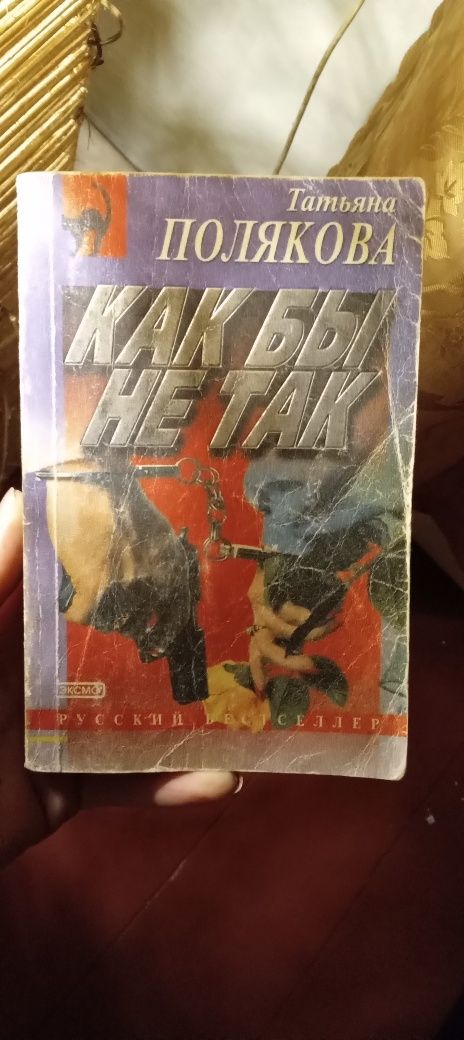 Татьяна
ПОЛЯКОВА
КАК БЫ
НЕ ТАК
ЭКСМО
РУССКИЙ БЕСТСЕЛЛЕР